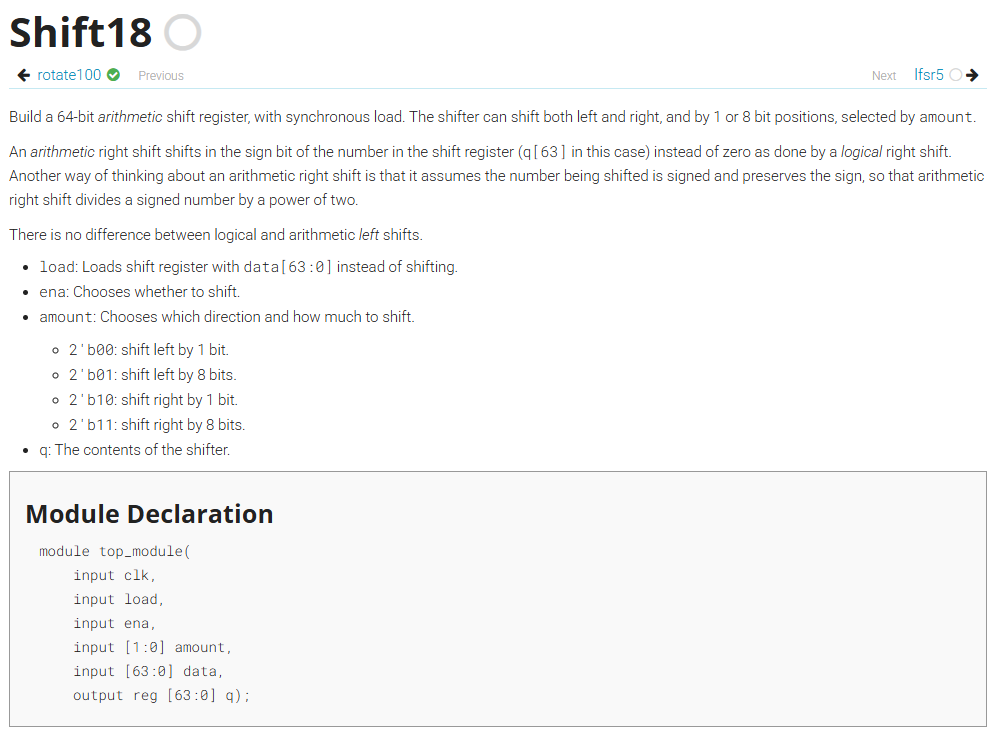 Shift18
rotate100 Previous Next lfsr5
Build a 64-bit arithmetic shift register, with synchronous load. The shifter can shift both left and right, and by 1 or 8 bit positions, selected by amount.
An arithmetic right shift shifts in the sign bit of the number in the shift register (q[63] in this case) instead of zero as done by a logical right shift.
Another way of thinking about an arithmetic right shift is that it assumes the number being shifted is signed and preserves the sign, so that arithmetic
right shift divides a signed number by a power of two.
There is no difference between logical and arithmetic left shifts.
• load: Loads shift register with data[63:0] instead of shifting.
• ena: Chooses whether to shift.
• amount: Chooses which direction and how much to shift.
◦ 2'b00: shift left by 1 bit.
◦ 2'b01: shift left by 8 bits.
◦ 2'b10: shift right by 1 bit.
◦ 2'b11: shift right by 8 bits.
• q: The contents of the shifter.
Module Declaration
module top_module(
    input clk,
    input load,
    input ena,
    input [1:0] amount,
    input [63:0] data,
    output reg [63:0] q);